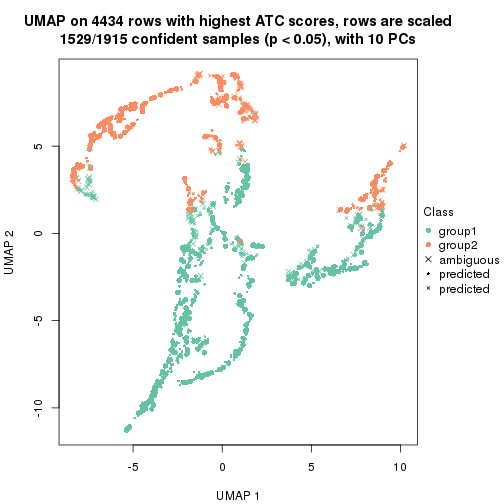 UMAP on 4434 rows with highest ATC scores, rows are scaled
1529/1915 confident samples (p < 0.05), with 10 PCs
UMAP 2
5
0
-5
-10
-5
0
5
10
UMAP 1
Class
group1
group2
ambiguous
predicted
predicted